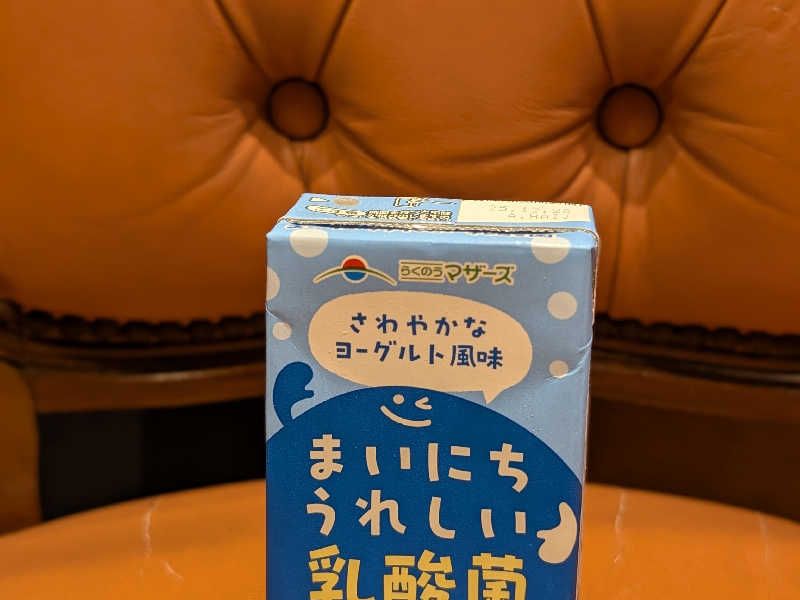 らくのうマザーズ
さわやかな
ヨーグルト風味
まいにち
うれしい
乳酸菌